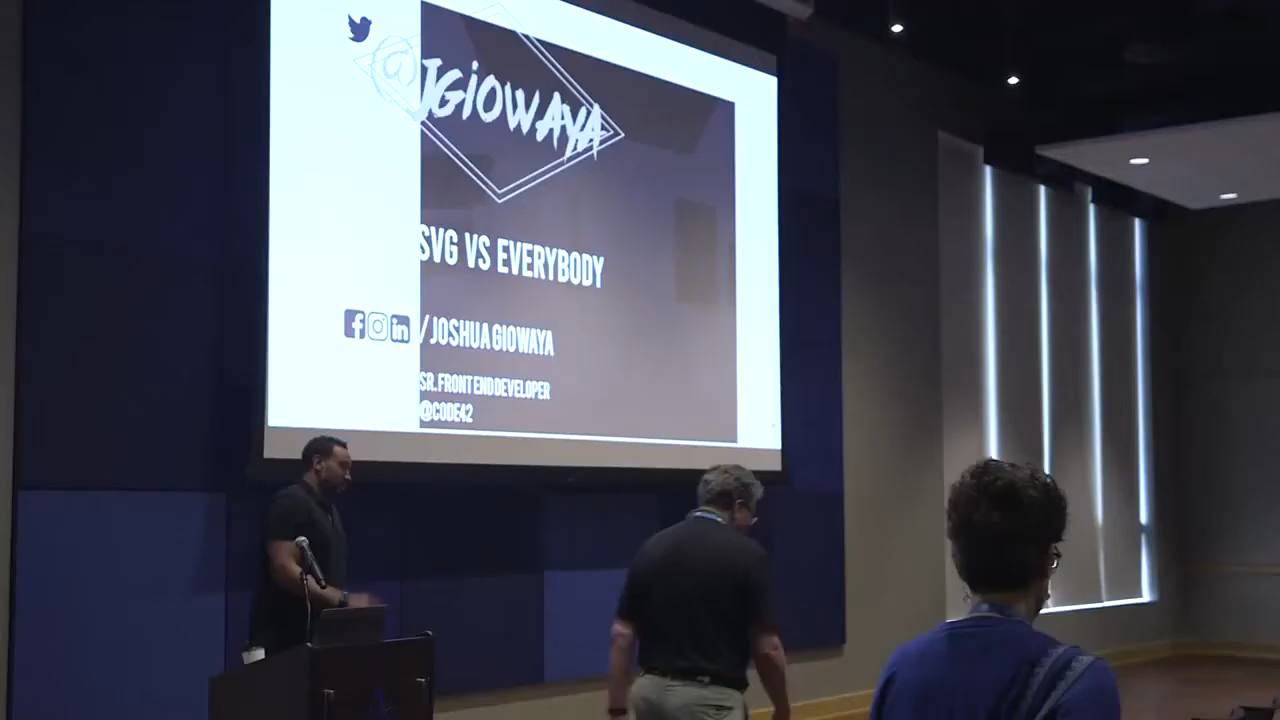 @JGIOWAYA
SVG VS EVERYBODY
/JOSHUA GIOWAYA
SR. FRONT END DEVELOPER
@CODE42